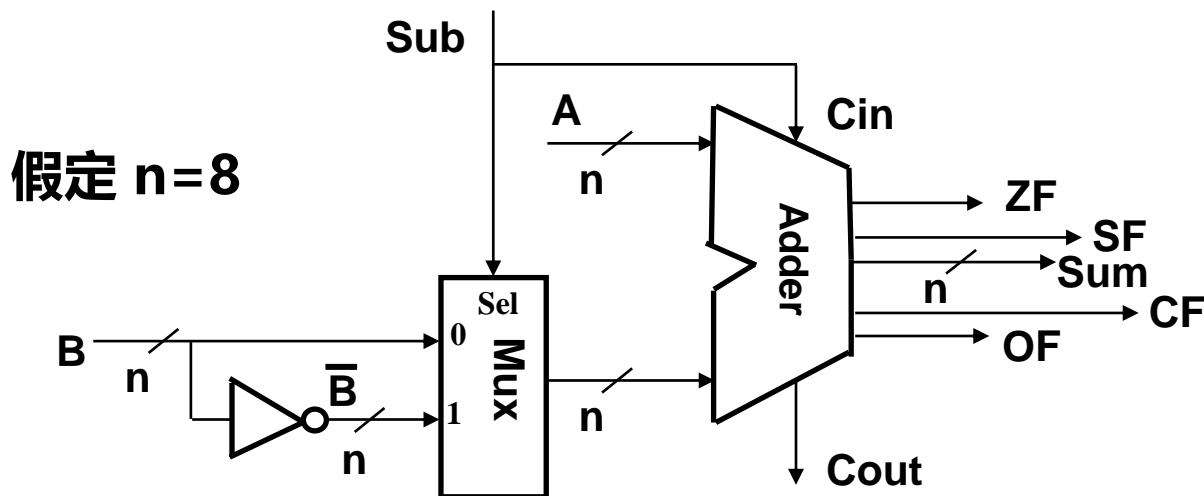 Sub
A
Cin
n
假定 n=8
ZF
SF
Adder
n
Sum
Sel
CF
0
B
Mux
OF
n
B̅
1
n
n
Cout